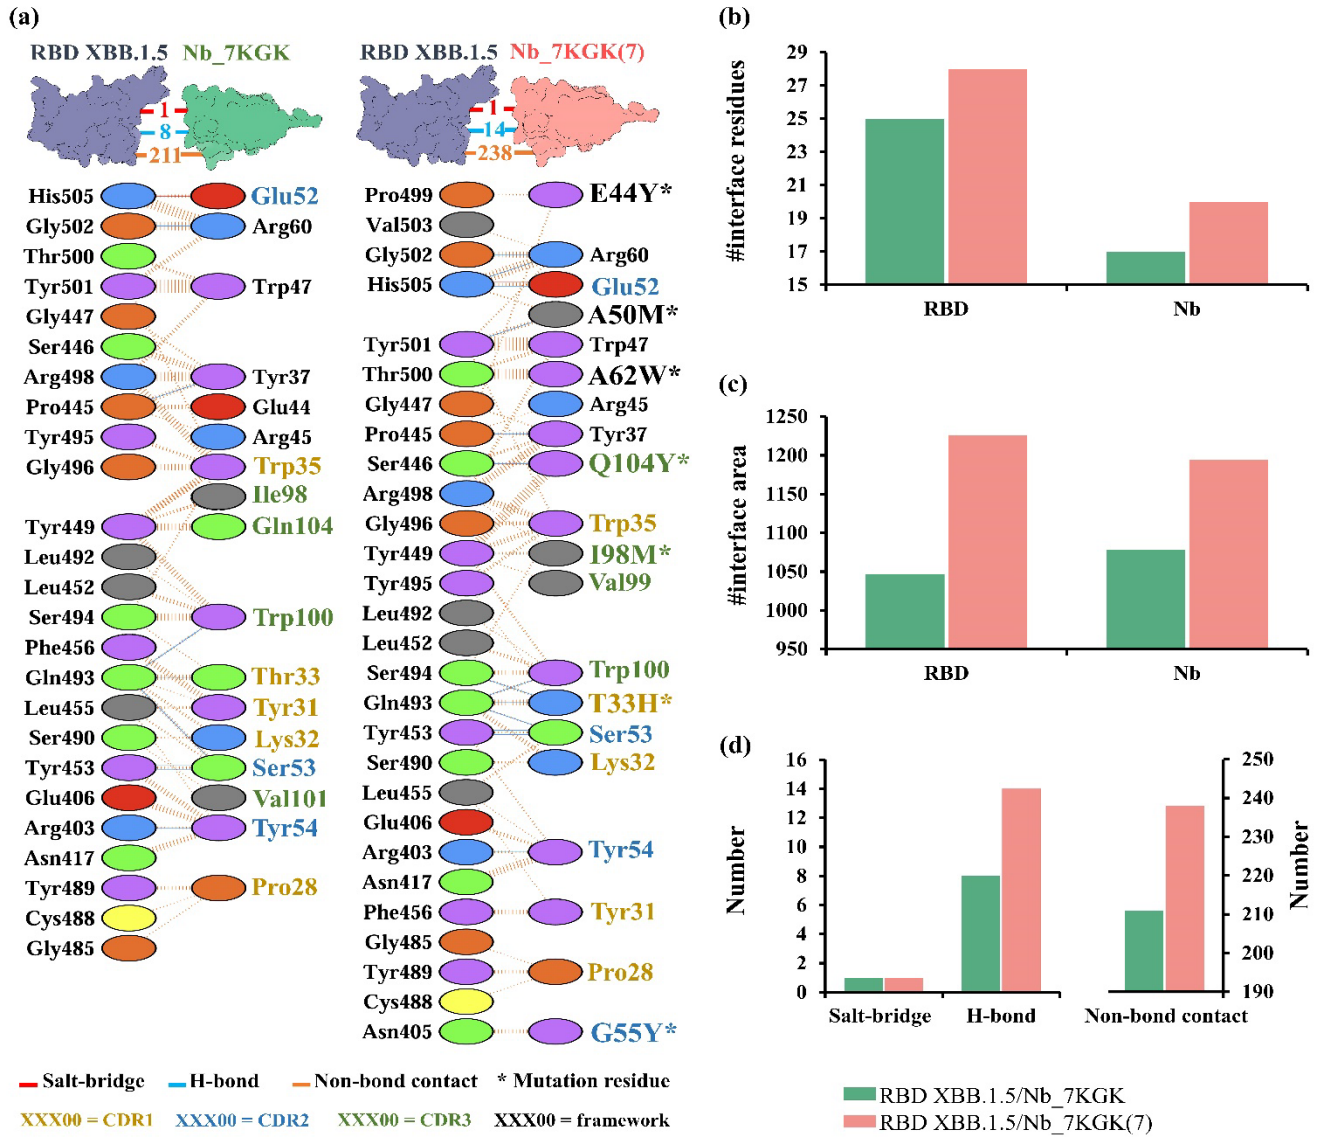 (a)
RBD XBB.1.5 Nb_7KGK
1
8
211
His505 Glu52
Gly502 Arg60
Thr500
Tyr501 Trp47
Gly447
Ser446
Arg498 Tyr37
Pro445 Glu44
Tyr495 Arg45
Gly496 Trp35
Ile98
Tyr449 Gln104
Leu492
Leu452
Ser494 Trp100
Phe456
Gln493 Thr33
Leu455 Tyr31
Ser490 Lys32
Tyr453 Ser53
Glu406 Val101
Arg403 Tyr54
Asn417
Tyr489 Pro28
Cys488
Gly485
RBD XBB.1.5 Nb_7KGK(7)
1
14
238
Pro499 E44Y*
Val503
Gly502 Arg60
His505 Glu52
A50M*
Tyr501 Trp47
Thr500 A62W*
Gly447 Arg45
Pro445 Tyr37
Ser446 Q104Y*
Arg498
Gly496 Trp35
Tyr449 I98M*
Tyr495 Val99
Leu492
Leu452
Ser494 Trp100
Gln493 T33H*
Tyr453 Ser53
Ser490 Lys32
Leu455
Glu406
Arg403 Tyr54
Asn417
Phe456 Tyr31
Gly485
Tyr489 Pro28
Cys488
Asn405 G55Y*
Salt-bridge H-bond Non-bond contact * Mutation residue
XXX00 = CDR1 XXX00 = CDR2 XXX00 = CDR3 XXX00 = framework
(b)
#interface residues
29
27
25
23
21
19
17
15
RBD Nb
(c)
#interface area
1250
1200
1150
1100
1050
1000
950
RBD Nb
(d)
Number
16
14
12
10
8
6
4
2
0
Salt-bridge H-bond Non-bond contact
250
240
230
220
210
200
190
Number
RBD XBB.1.5/Nb_7KGK
RBD XBB.1.5/Nb_7KGK(7)